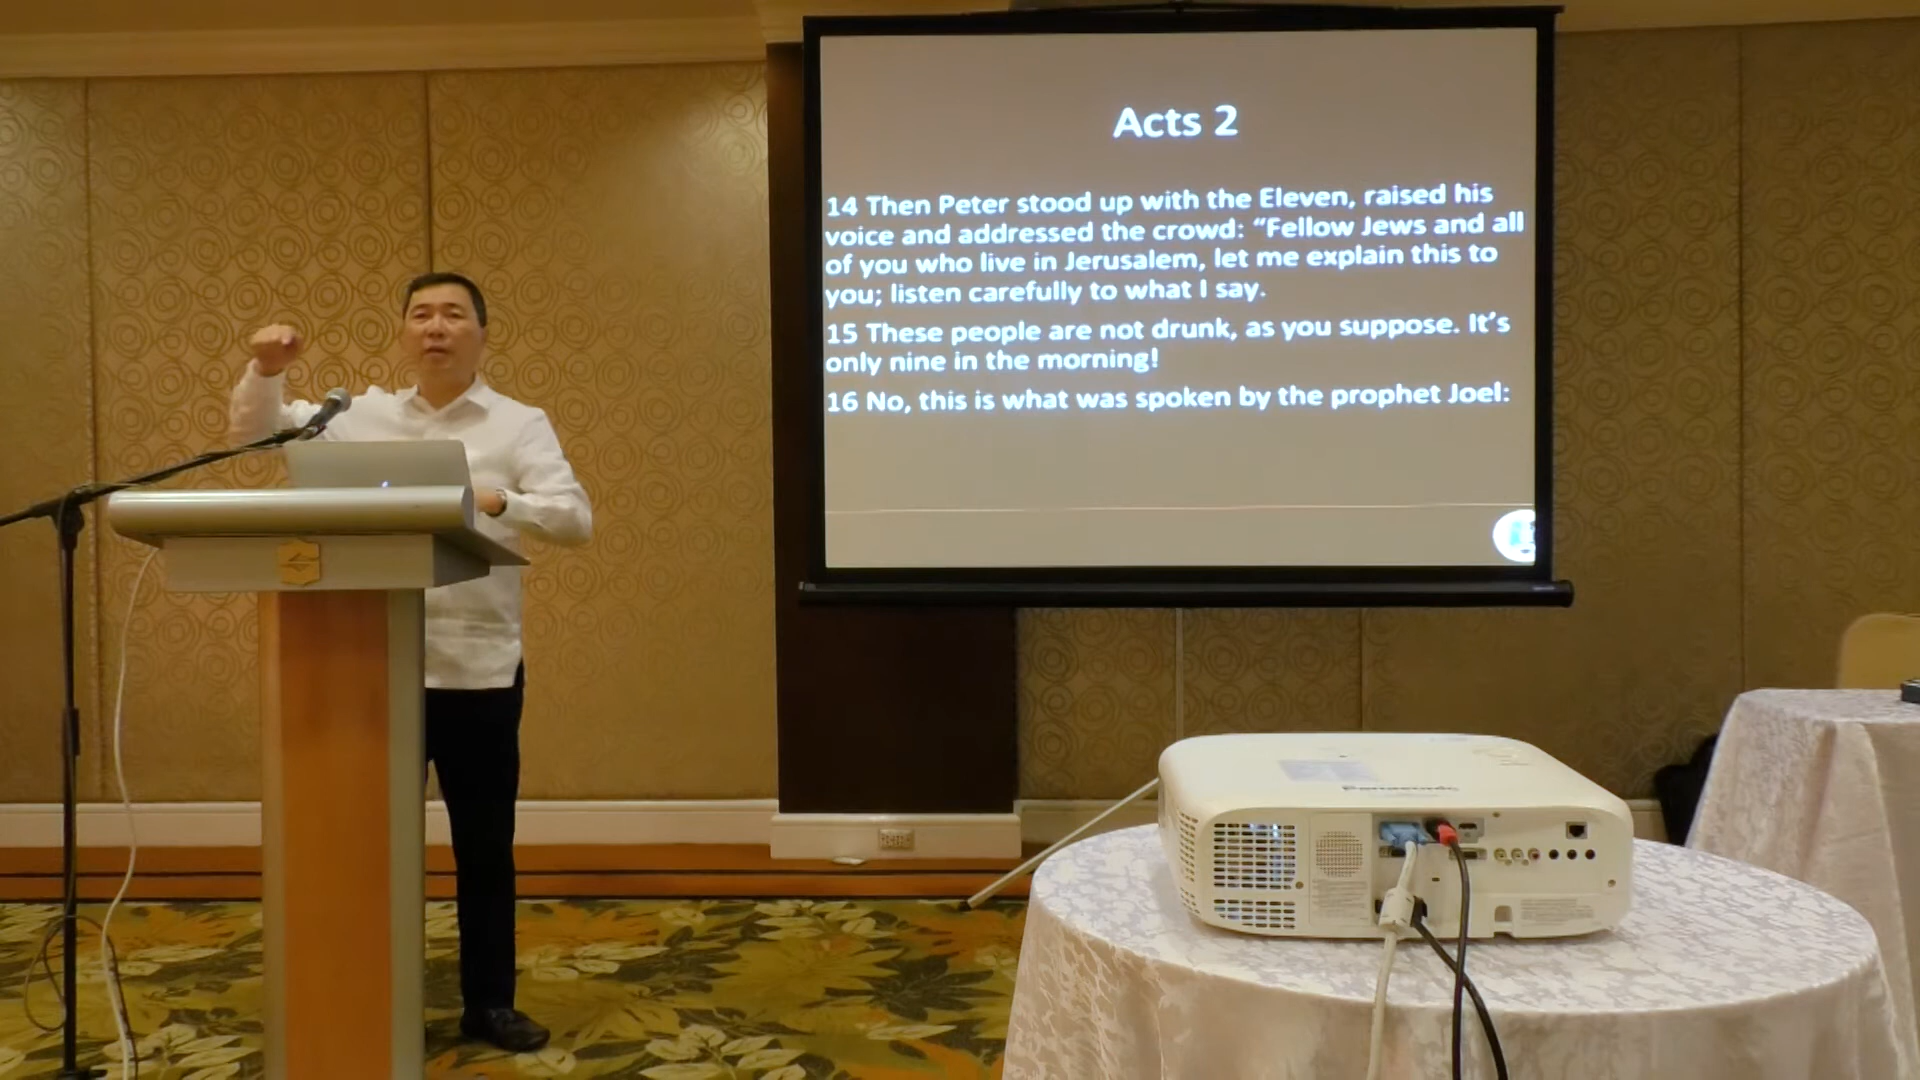 Acts 2
14 Then Peter stood up with the Eleven, raised his
voice and addressed the crowd: “Fellow Jews and all
of you who live in Jerusalem, let me explain this to
you; listen carefully to what I say.
15 These people are not drunk, as you suppose. It’s
only nine in the morning!
16 No, this is what was spoken by the prophet Joel:
Panasonic